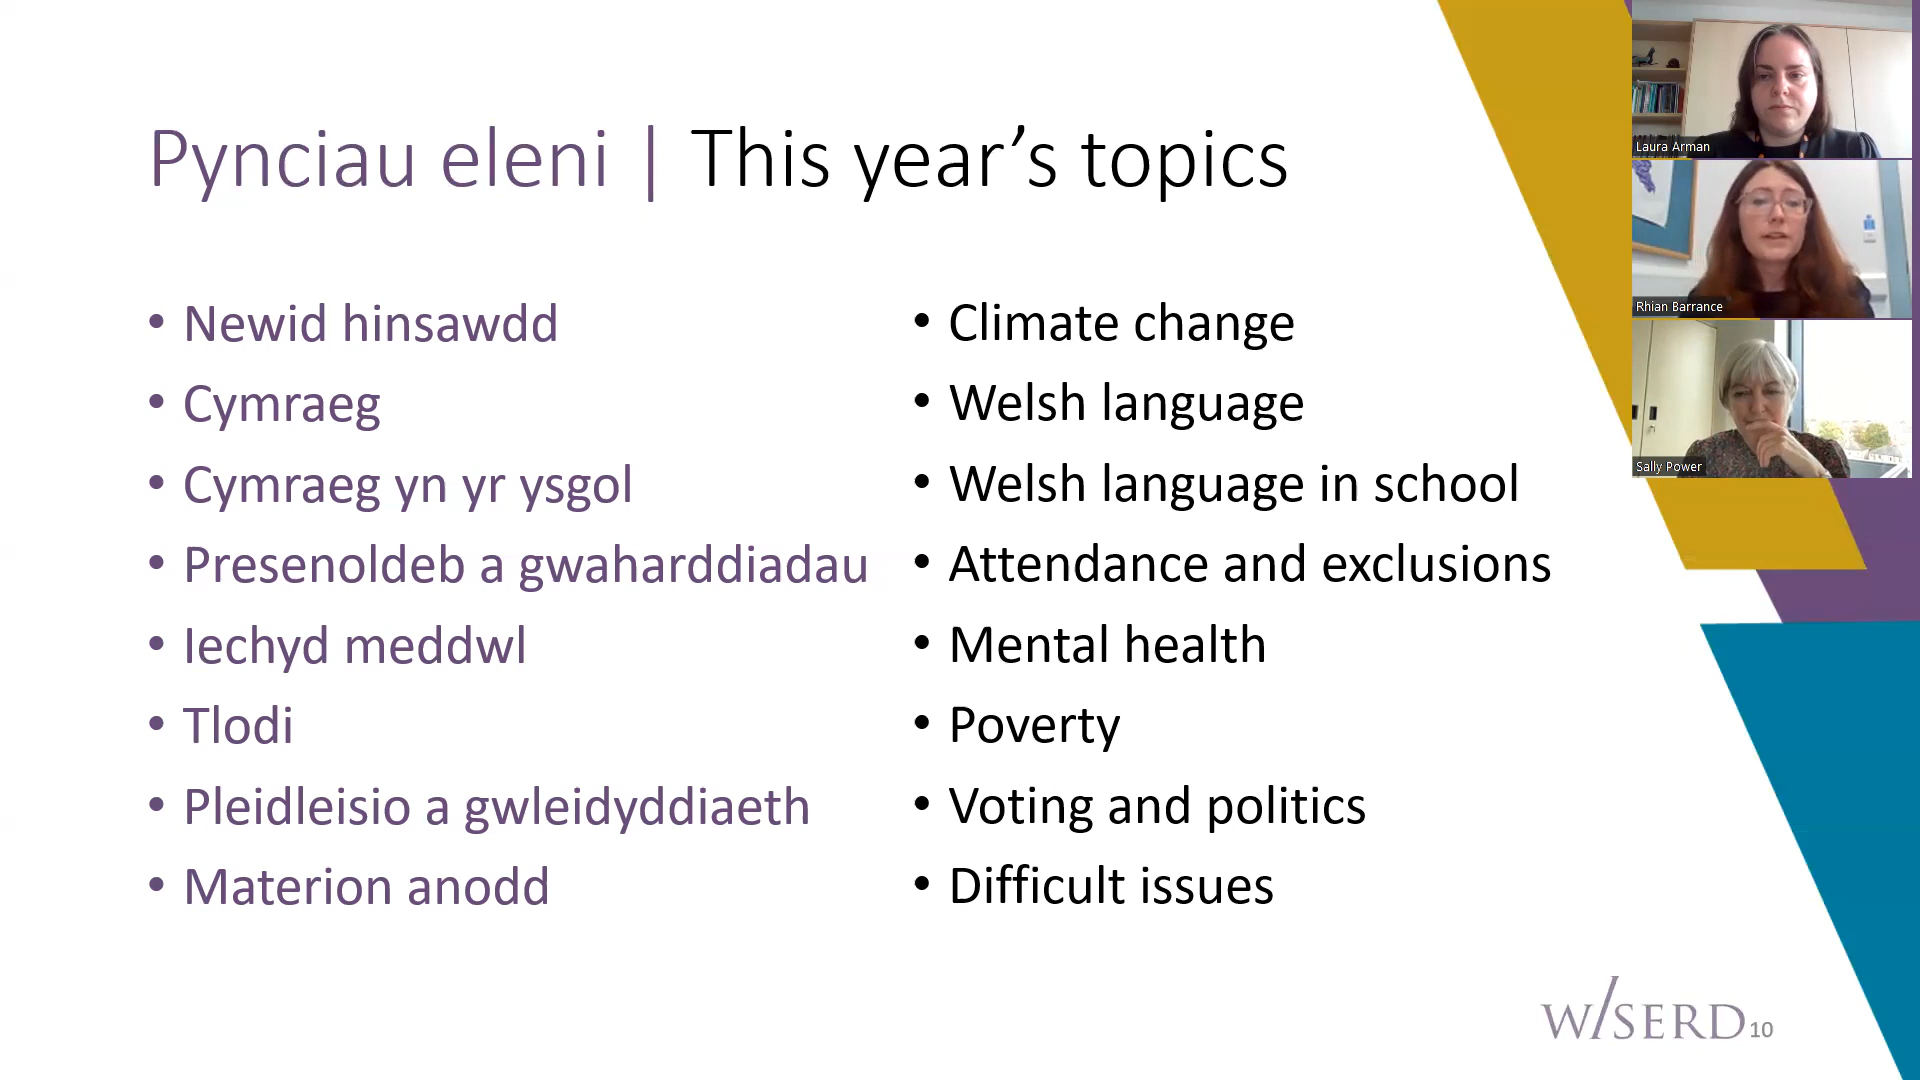 Pynciau eleni | This year’s topics
• Newid hinsawdd
• Cymraeg
• Cymraeg yn yr ysgol
• Presenoldeb a gwaharddiadau
• Iechyd meddwl
• Tlodi
• Pleidleisio a gwleidyddiaeth
• Materion anodd
• Climate change
• Welsh language
• Welsh language in school
• Attendance and exclusions
• Mental health
• Poverty
• Voting and politics
• Difficult issues
Laura Arman
Rhian Barrance
Sally Power
W/SERD 10